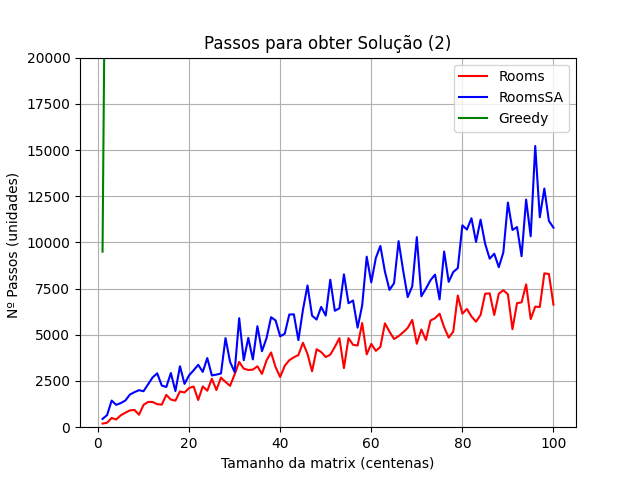 Passos para obter Solução (2)
20000
17500
15000
12500
10000
7500
5000
2500
0
Nº Passos (unidades)
Rooms
RoomsSA
Greedy
0 20 40 60 80 100
Tamanho da matrix (centenas)